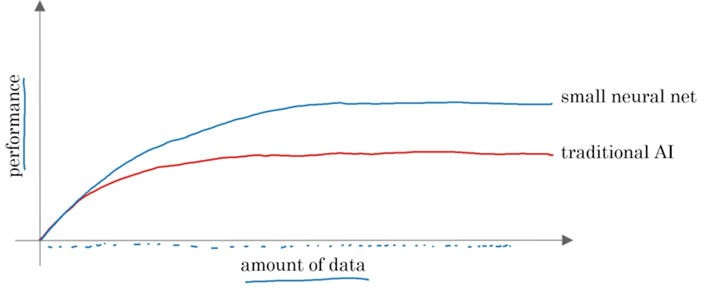 performance
small neural net
traditional AI
amount of data